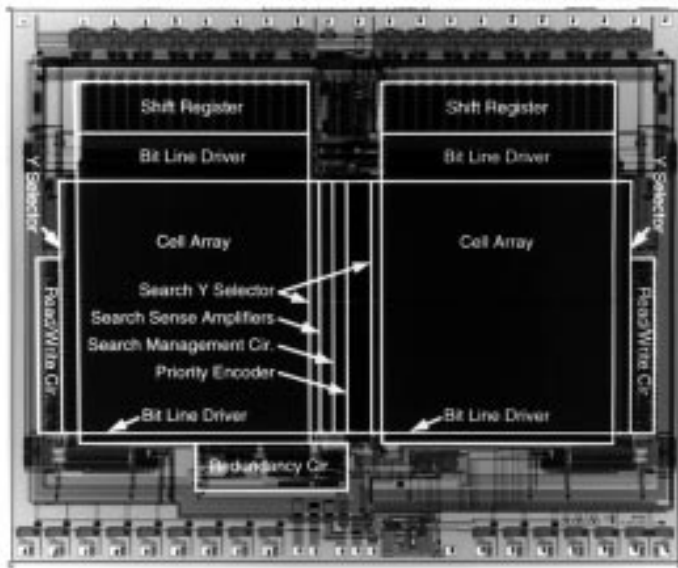 Shift Register
Shift Register
Bit Line Driver
Bit Line Driver
Y Selector
Y Selector
Cell Array
Cell Array
Search Y Selector
Search Sense Amplifiers
Search Management Cir.
Priority Encoder
Read/Write Cir.
Read/Write Cir.
Bit Line Driver
Bit Line Driver
Redundancy Cir.